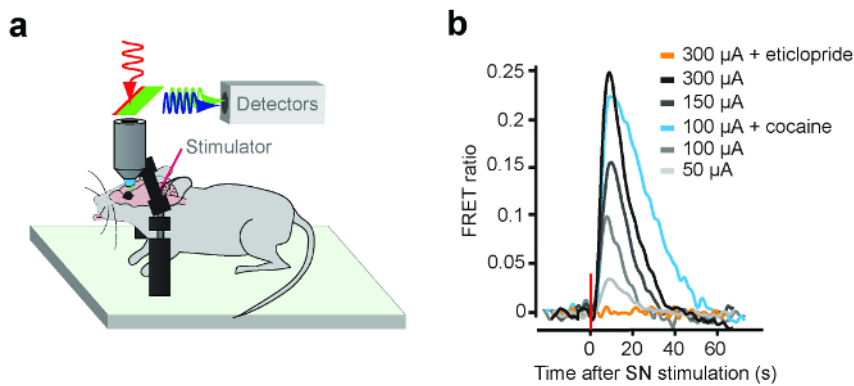 a
Detectors
Stimulator
b
300 µA + eticlopride
300 µA
150 µA
100 µA + cocaine
100 µA
50 µA
FRET ratio
0.25
0.2
0.15
0.1
0.05
0
0 20 40 60
Time after SN stimulation (s)